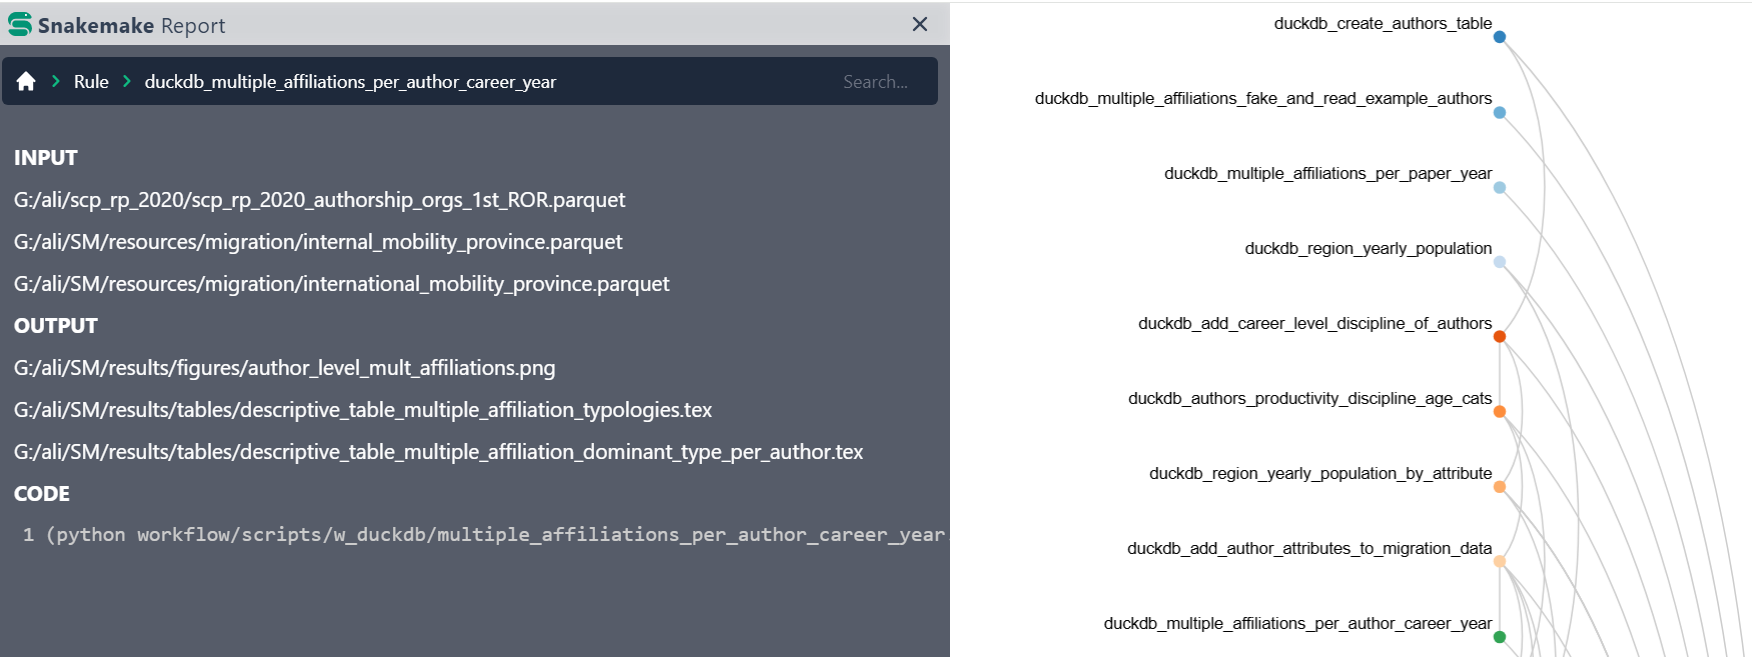 Snakemake Report
Rule duckdb_multiple_affiliations_per_author_career_year Search...
INPUT
G:/ali/scp_rp_2020/scp_rp_2020_authorship_orgs_1st_ROR.parquet
G:/ali/SM/resources/migration/internal_mobility_province.parquet
G:/ali/SM/resources/migration/international_mobility_province.parquet
OUTPUT
G:/ali/SM/results/figures/author_level_mult_affiliations.png
G:/ali/SM/results/tables/descriptive_table_multiple_affiliation_typologies.tex
G:/ali/SM/results/tables/descriptive_table_multiple_affiliation_dominant_type_per_author.tex
CODE
1 (python workflow/scripts/w_duckdb/multiple_affiliations_per_author_career_year
duckdb_create_authors_table
duckdb_multiple_affiliations_fake_and_read_example_authors
duckdb_multiple_affiliations_per_paper_year
duckdb_region_yearly_population
duckdb_add_career_level_discipline_of_authors
duckdb_authors_productivity_discipline_age_cats
duckdb_region_yearly_population_by_attribute
duckdb_add_author_attributes_to_migration_data
duckdb_multiple_affiliations_per_author_career_year